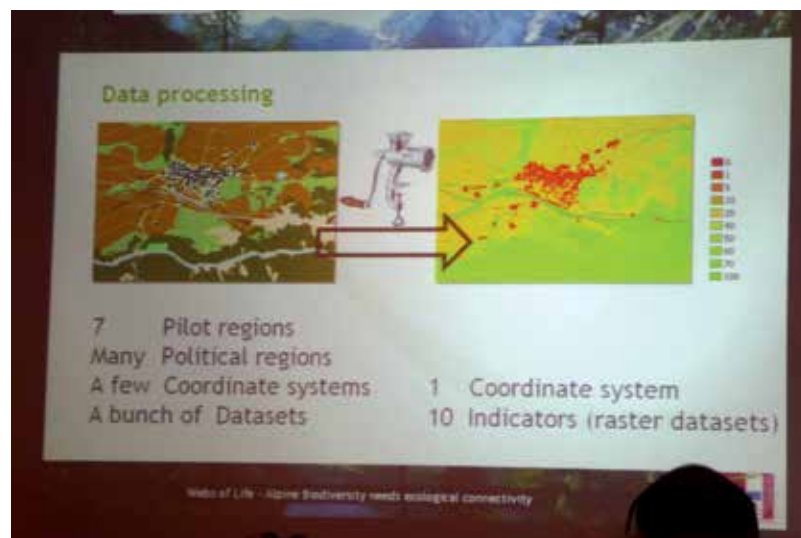 Data processing
7 Pilot regions
Many Political regions
A few Coordinate systems
A bunch of Datasets
1 Coordinate system
10 Indicators (raster datasets)
Webs of Life - Alpine Biodiversity needs ecological connectivity